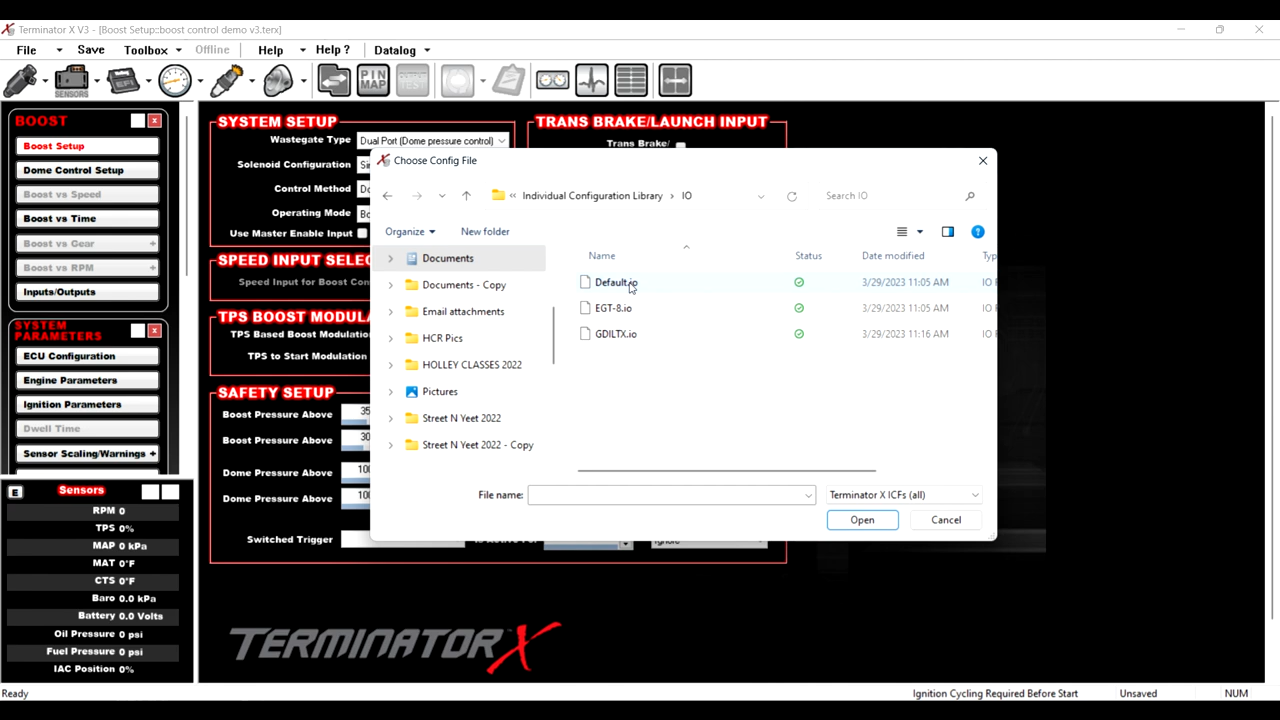 Terminator X V3 - [Boost Setup::boost control demo v3.terx]
File Save Toolbox Offline Help Help ? Datalog
SENSORS EFI PIN MAP
BOOST
Boost Setup
Dome Control Setup
Boost vs Speed
Boost vs Time
Boost vs Gear +
Boost vs RPM +
Inputs/Outputs
SYSTEM PARAMETERS
ECU Configuration
Engine Parameters
Ignition Parameters
Dwell Time
Sensor Scaling/Warnings +
E Sensors
RPM 0
TPS 0%
MAP 0 kPa
MAT 0°F
CTS 0°F
Baro 0.0 kPa
Battery 0.0 Volts
Oil Pressure 0 psi
Fuel Pressure 0 psi
IAC Position 0%
SYSTEM SETUP
Wastegate Type Dual Port (Dome pressure control)
Solenoid Configuration
Control Method
Operating Mode
Use Master Enable Input
TRANS BRAKE/LAUNCH INPUT
Trans Brake/
SPEED INPUT SELEC
Speed Input for Boost Con
TPS BOOST MODULA
TPS Based Boost Modulation
TPS to Start Modulation
SAFETY SETUP
Boost Pressure Above 35
Boost Pressure Above 30
Dome Pressure Above 100
Dome Pressure Above 100
Switched Trigger
Ignore
Choose Config File
« Individual Configuration Library › IO
Search IO
Organize New folder
Documents
Documents - Copy
Email attachments
HCR Pics
HOLLEY CLASSES 2022
Pictures
Street N Yeet 2022
Street N Yeet 2022 - Copy
Name Status Date modified Typ
Default.io 3/29/2023 11:05 AM IO F
EGT-8.io 3/29/2023 11:05 AM IO F
GDILTX.io 3/29/2023 11:16 AM IO F
File name: Terminator X ICFs (all)
Open Cancel
TERMINATOR X
Ready Ignition Cycling Required Before Start Unsaved NUM